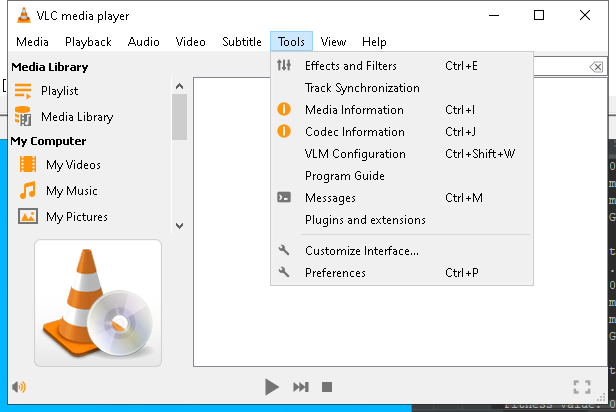 VLC media player
Media Playback Audio Video Subtitle Tools View Help
Media Library
Playlist
Media Library
My Computer
My Videos
My Music
My Pictures
Effects and Filters Ctrl+E
Track Synchronization
Media Information Ctrl+I
Codec Information Ctrl+J
VLM Configuration Ctrl+Shift+W
Program Guide
Messages Ctrl+M
Plugins and extensions
Customize Interface...
Preferences Ctrl+P